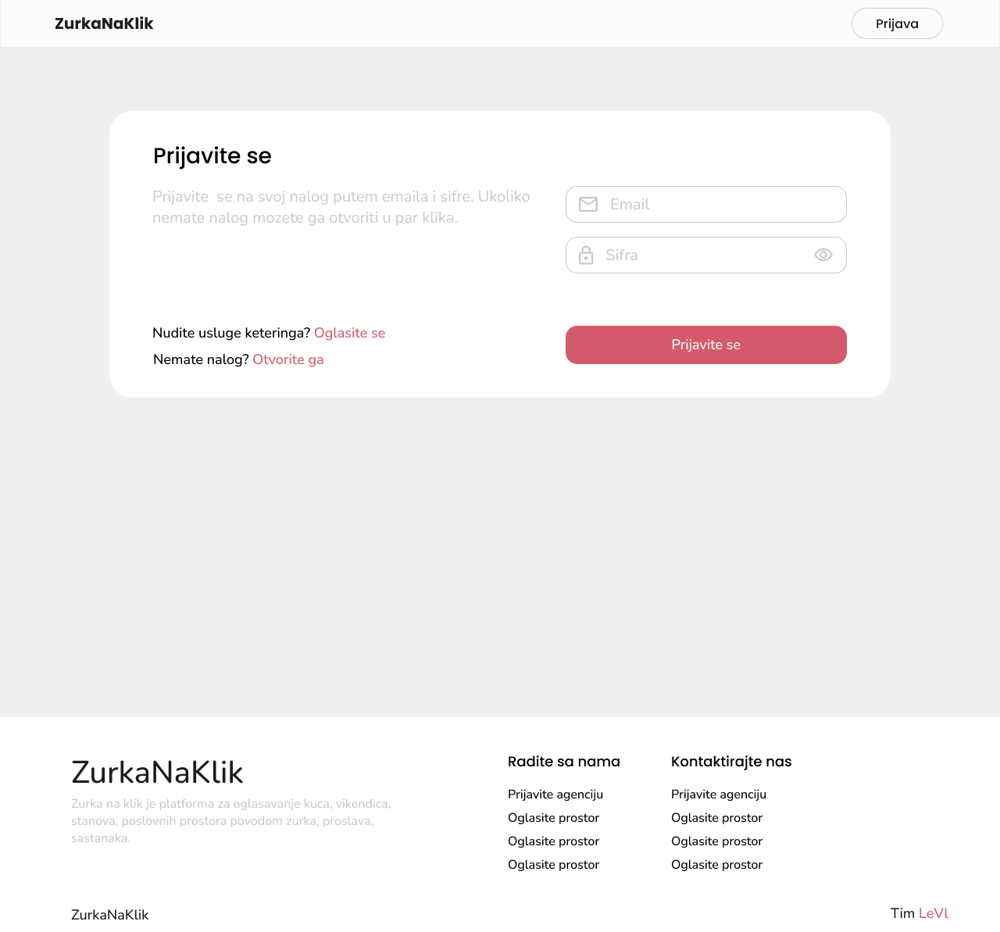 ZurkaNaKlik
Prijava
Prijavite se
Prijavite  se na svoj nalog putem emaila i sifre. Ukoliko
nemate nalog mozete ga otvoriti u par klika.
Email
Sifra
Nudite usluge keteringa? Oglasite se
Nemate nalog? Otvorite ga
Prijavite se
ZurkaNaKlik
Zurka na klik je platforma za oglasavanje kuca, vikendica,
stanova, poslovnih prostora povodom zurka, proslava,
sastanaka.
Radite sa nama
Prijavite agenciju
Oglasite prostor
Oglasite prostor
Oglasite prostor
Kontaktirajte nas
Prijavite agenciju
Oglasite prostor
Oglasite prostor
Oglasite prostor
ZurkaNaKlik
Tim LeVl